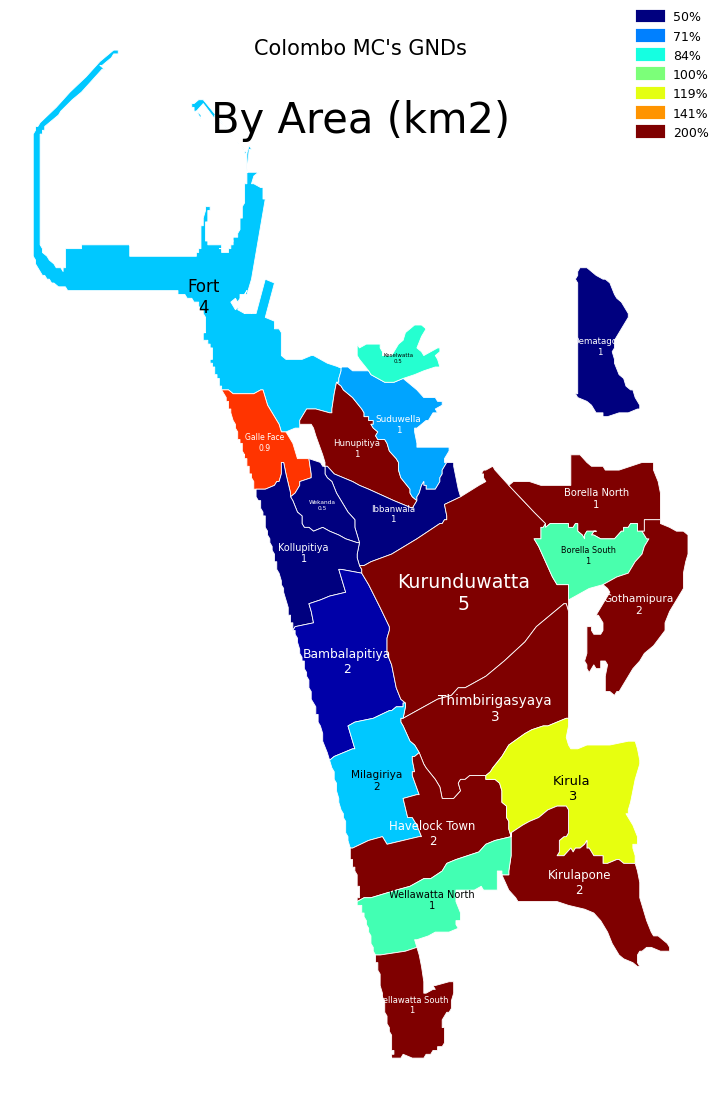 Colombo MC's GNDs
By Area (km2)
50%
71%
84%
100%
119%
141%
200%
Fort
4
Keselwatta
0.5
Dematago
1
Suduwella
1
Galle Face
0.9
Hunupitiya
1
Wekanda
0.5
Ibbanwala
1
Borella North
1
Kollupitiya
1
Borella South
1
Kurunduwatta
5
Gothamipura
2
Bambalapitiya
2
Thimbirigasyaya
3
Milagiriya
2
Kirula
3
Havelock Town
2
Kirulapone
2
Wellawatta North
1
ellawatta South
1